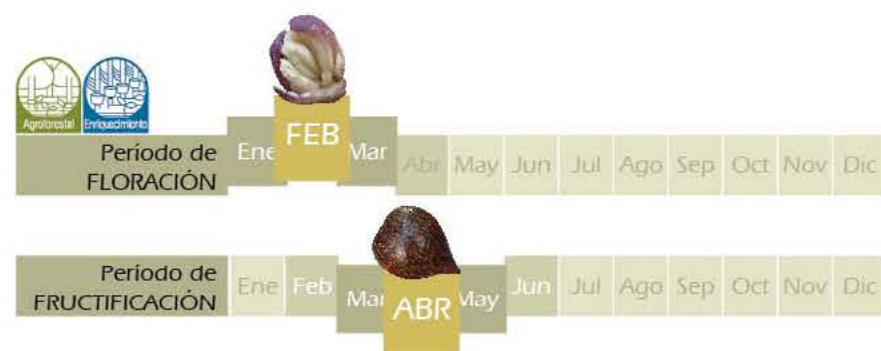 Agroforestal Enriquecimiento
Período de FLORACIÓN
Ene FEB Mar Abr May Jun Jul Ago Sep Oct Nov Dic
Período de FRUCTIFICACIÓN
Ene Feb Mar ABR May Jun Jul Ago Sep Oct Nov Dic